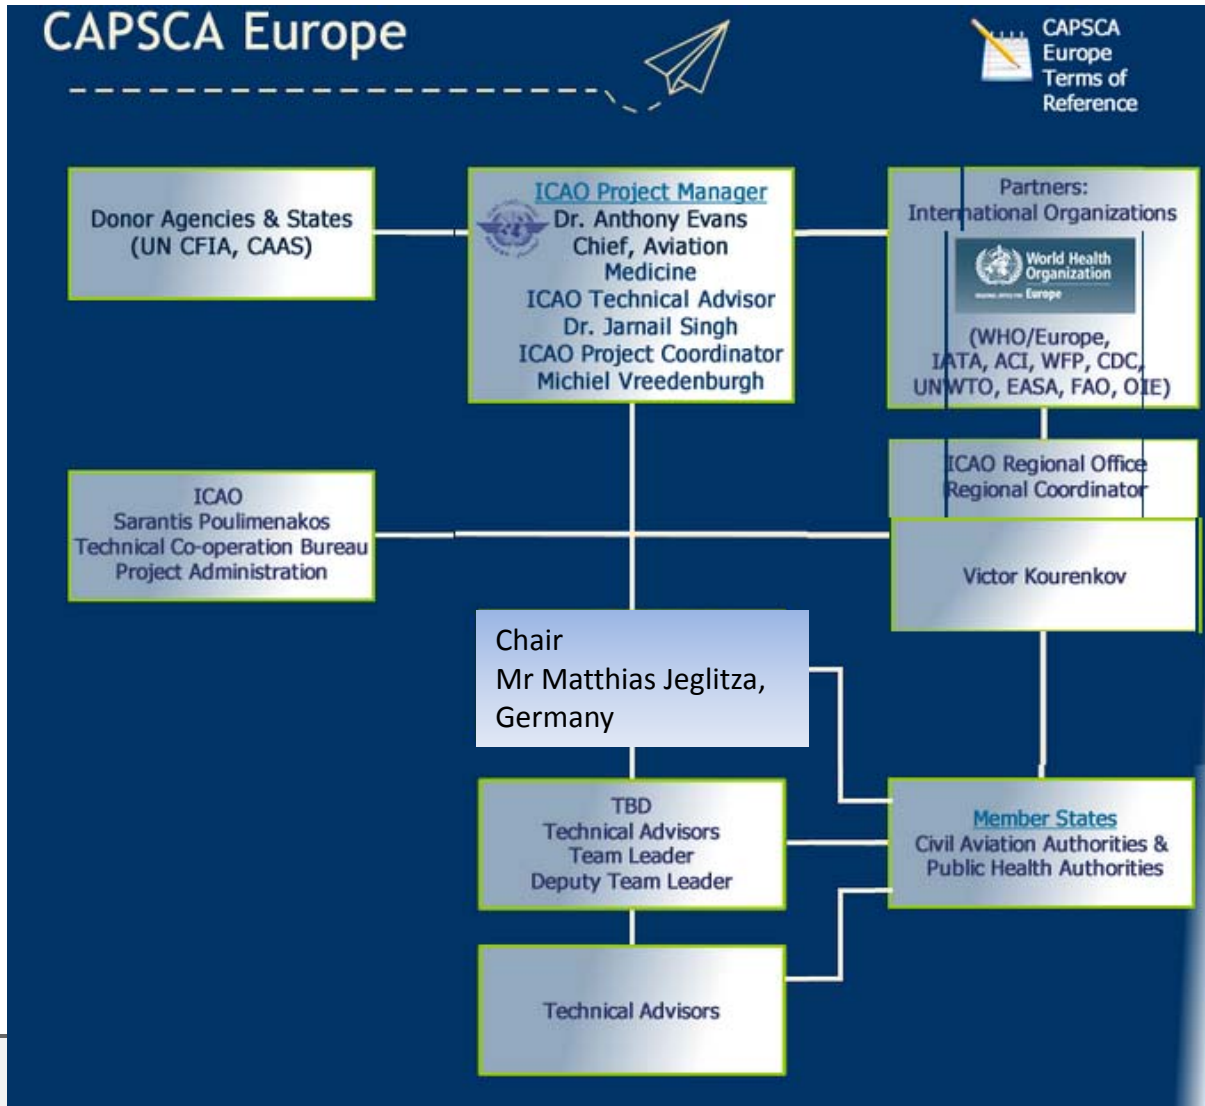 CAPSCA Europe
CAPSCA
Europe
Terms of
Reference
Donor Agencies & States
(UN CFIA, CAAS)
ICAO Project Manager
Dr. Anthony Evans
Chief, Aviation
Medicine
ICAO Technical Advisor
Dr. Jarnail Singh
ICAO Project Coordinator
Michiel Vreedenburgh
Partners:
International Organizations
World Health
Organization
Europe
(WHO/Europe,
IATA, ACI, WFP, CDC,
UNWTO, EASA, FAO, OIE)
ICAO Regional Office
Regional Coordinator
Victor Kourenkov
ICAO
Sarantis Poulimenakos
Technical Co-operation Bureau
Project Administration
Chair
Mr Matthias Jeglitza,
Germany
TBD
Technical Advisors
Team Leader
Deputy Team Leader
Member States
Civil Aviation Authorities &
Public Health Authorities
Technical Advisors